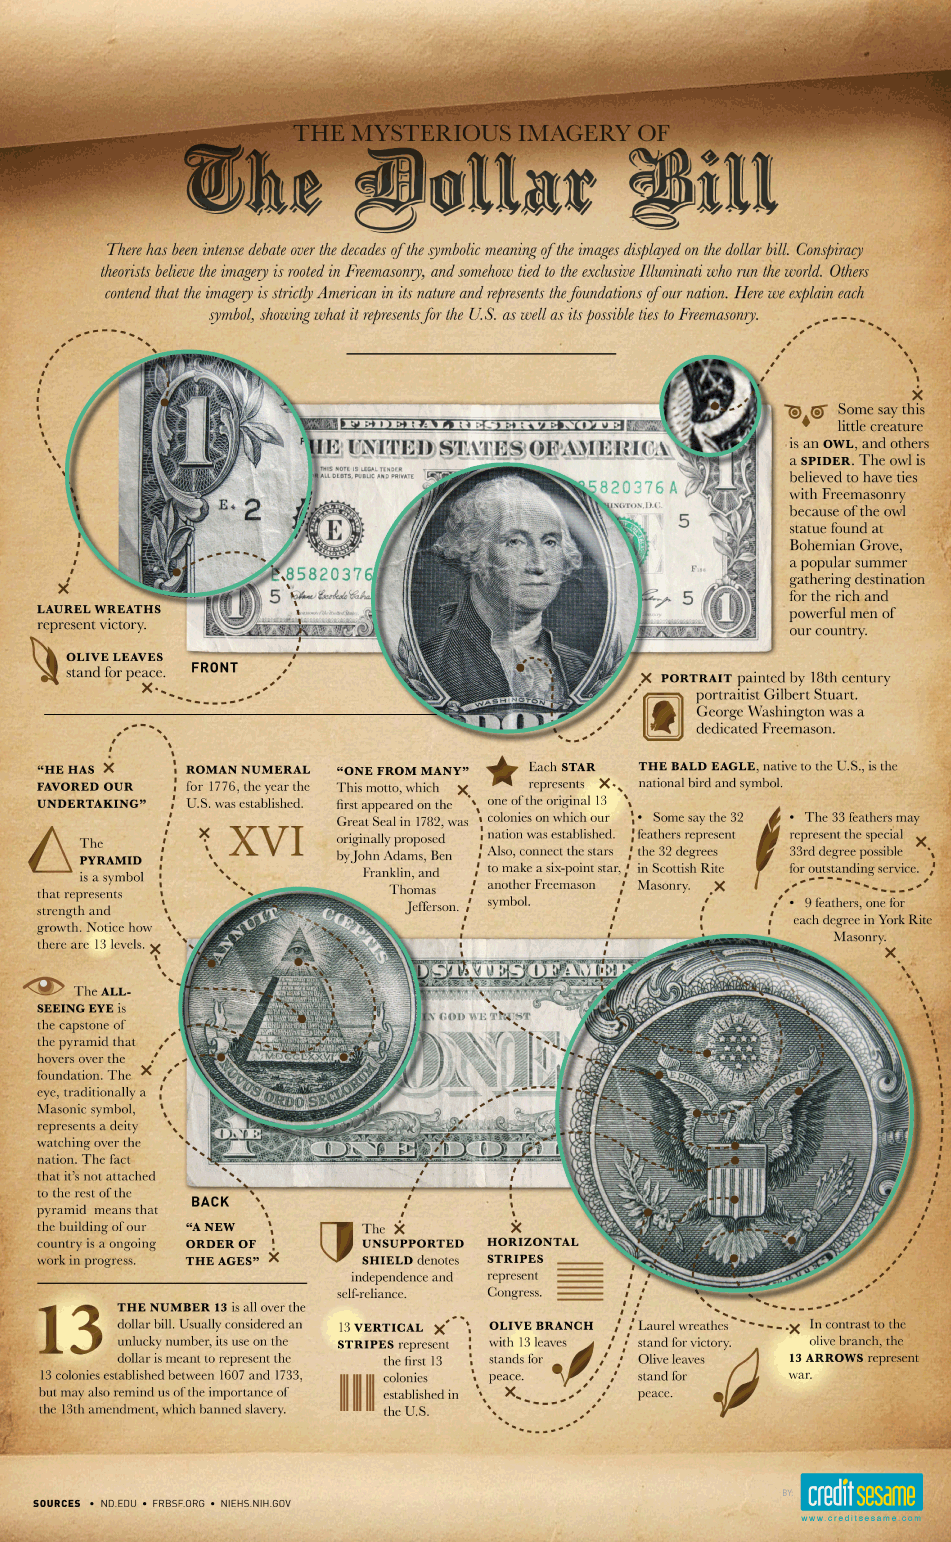 THE MYSTERIOUS IMAGERY OF
The Dollar Bill
There has been intense debate over the decades of the symbolic meaning of the images displayed on the dollar bill. Conspiracy
theorists believe the imagery is rooted in Freemasonry, and somehow tied to the exclusive Illuminati who run the world. Others
contend that the imagery is strictly American in its nature and represents the foundations of our nation. Here we explain each
symbol, showing what it represents for the U.S. as well as its possible ties to Freemasonry.
1
E 2
FEDERAL RESERVE NOTE
THE UNITED STATES OF AMERICA
THIS NOTE IS LEGAL TENDER
ALL DEBTS, PUBLIC AND PRIVATE
85820376 A
INGTON, D.C.
E
5
E 85820376
5
5
1
1
WASHINGTON
Some say this
little creature
is an OWL, and others
a SPIDER. The owl is
believed to have ties
with Freemasonry
because of the owl
statue found at
Bohemian Grove,
a popular summer
gathering destination
for the rich and
powerful men of
our country.
LAUREL WREATHS
represent victory.
OLIVE LEAVES
stand for peace.
FRONT
PORTRAIT painted by 18th century
portraitist Gilbert Stuart.
George Washington was a
dedicated Freemason.
"HE HAS
FAVORED OUR
UNDERTAKING"
The
PYRAMID
is a symbol
that represents
strength and
growth. Notice how
there are 13 levels.
The ALL-
SEEING EYE is
the capstone of
the pyramid that
hovers over the
foundation. The
eye, traditionally a
Masonic symbol,
represents a deity
watching over the
nation. The fact
that it's not attached
to the rest of the
pyramid means that
the building of our
country is a ongoing
work in progress.
ROMAN NUMERAL
for 1776, the year the
U.S. was established.
XVI
"ONE FROM MANY"
This motto, which
first appeared on the
Great Seal in 1782, was
originally proposed
by John Adams, Ben
Franklin, and
Thomas
Jefferson.
Each STAR
represents
one of the original 13
colonies on which our
nation was established.
Also, connect the stars
to make a six-point star,
another Freemason
symbol.
THE BALD EAGLE, native to the U.S., is the
national bird and symbol.
• Some say the 32
feathers represent
the 32 degrees
in Scottish Rite
Masonry.
• The 33 feathers may
represent the special
33rd degree possible
for outstanding service.
• 9 feathers, one for
each degree in York Rite
Masonry.
ANNUIT CŒPTIS
MDCCLXXVI
NOVUS ORDO SECLORUM
D STATES OF AMER
IN GOD WE TRUST
ONE
ONE
ONE DOL
E PLURIBUS
BACK
"A NEW
ORDER OF
THE AGES"
The
UNSUPPORTED
SHIELD denotes
independence and
self-reliance.
HORIZONTAL
STRIPES
represent
Congress.
13
THE NUMBER 13 is all over the
dollar bill. Usually considered an
unlucky number, its use on the
dollar is meant to represent the
13 colonies established between 1607 and 1733,
but may also remind us of the importance of
the 13th amendment, which banned slavery.
13 VERTICAL
STRIPES represent
the first 13
colonies
established in
the U.S.
OLIVE BRANCH
with 13 leaves
stands for
peace.
Laurel wreathes
stand for victory.
Olive leaves
stand for
peace.
In contrast to the
olive branch, the
13 ARROWS represent
war.
SOURCES • ND.EDU • FRBSF.ORG • NIEHS.NIH.GOV
BY:
credit sesame
www.creditsesame.com